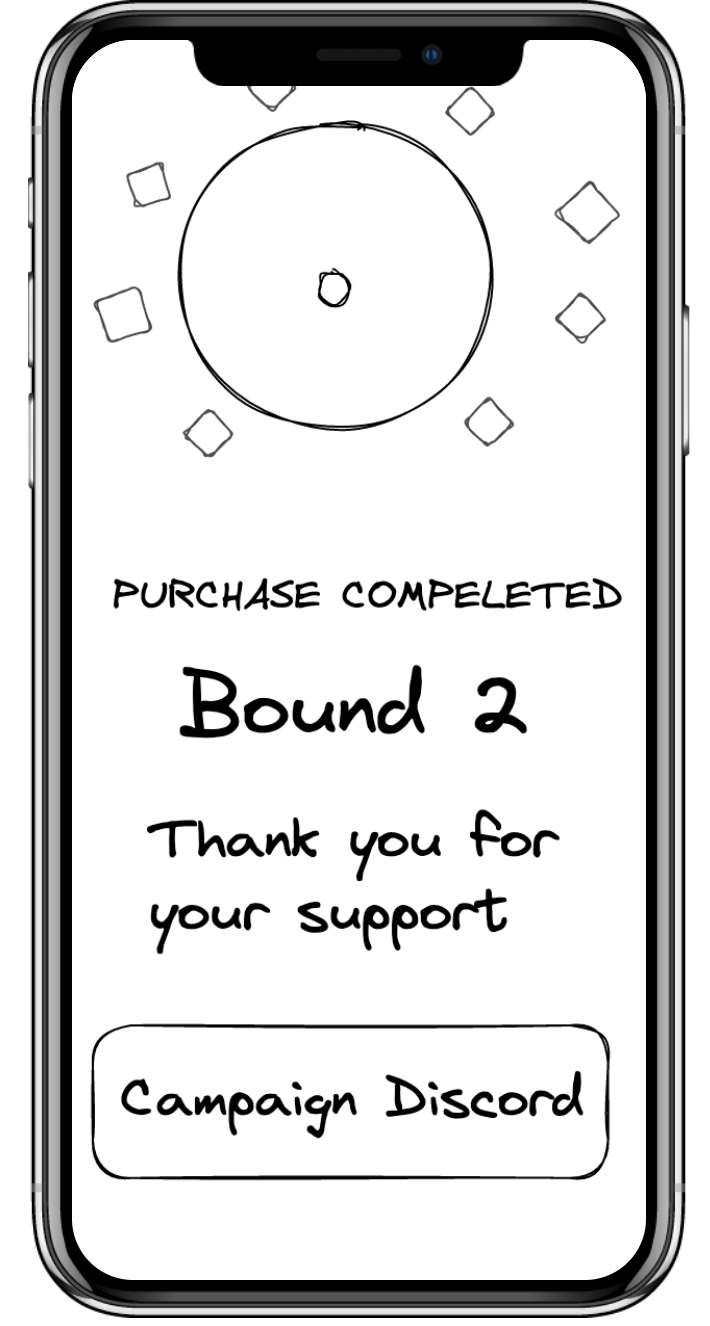 PURCHASE COMPELETED
Bound 2
Thank you for
your support
Campaign Discord